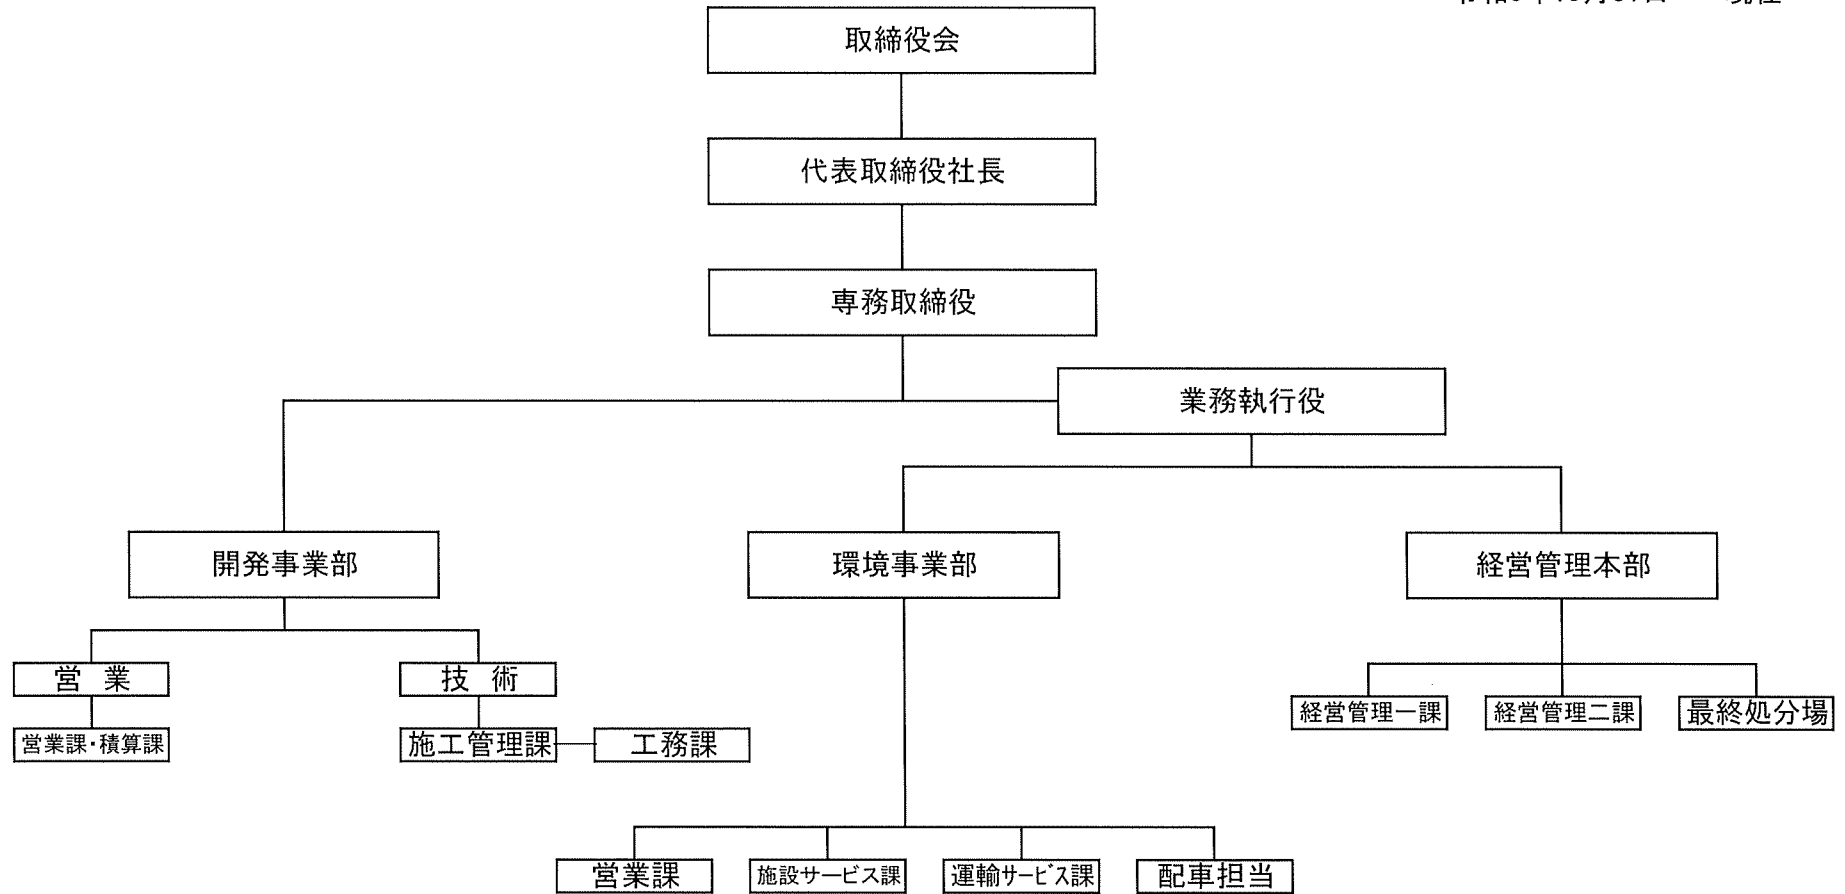 現在
取締役会
代表取締役社長
専務取締役
業務執行役
開発事業部
環境事業部
経営管理本部
営 業
技 術
経営管理一課
経営管理二課
最終処分場
営業課・積算課
施工管理課
工務課
営業課
施設サービス課
運輸サービス課
配車担当